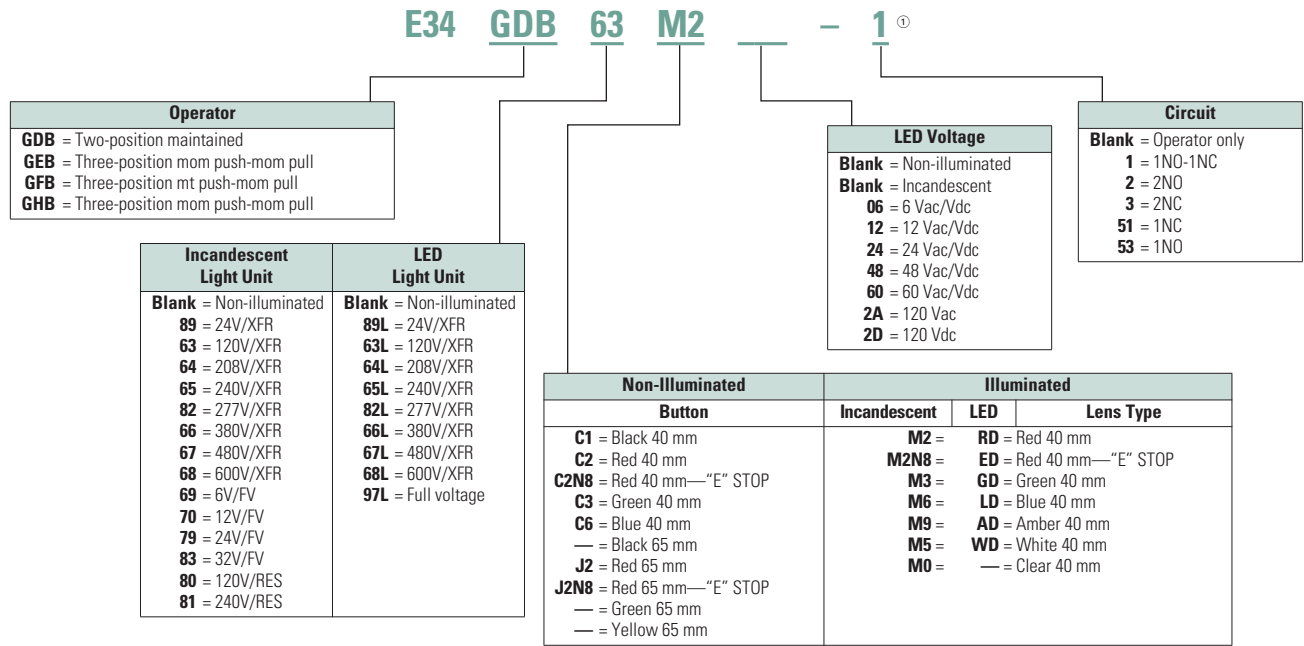 E34 GDB 63 M2 __ – 1 ①
Operator
GDB = Two-position maintained
GEB = Three-position mom push-mom pull
GFB = Three-position mt push-mom pull
GHB = Three-position mom push-mom pull
Incandescent
Light Unit
Blank = Non-illuminated
89 = 24V/XFR
63 = 120V/XFR
64 = 208V/XFR
65 = 240V/XFR
82 = 277V/XFR
66 = 380V/XFR
67 = 480V/XFR
68 = 600V/XFR
69 = 6V/FV
70 = 12V/FV
79 = 24V/FV
83 = 32V/FV
80 = 120V/RES
81 = 240V/RES
LED
Light Unit
Blank = Non-illuminated
89L = 24V/XFR
63L = 120V/XFR
64L = 208V/XFR
65L = 240V/XFR
82L = 277V/XFR
66L = 380V/XFR
67L = 480V/XFR
68L = 600V/XFR
97L = Full voltage
LED Voltage
Blank = Non-illuminated
Blank = Incandescent
06 = 6 Vac/Vdc
12 = 12 Vac/Vdc
24 = 24 Vac/Vdc
48 = 48 Vac/Vdc
60 = 60 Vac/Vdc
2A = 120 Vac
2D = 120 Vdc
Circuit
Blank = Operator only
1 = 1NO-1NC
2 = 2NO
3 = 2NC
51 = 1NC
53 = 1NO
Non-Illuminated
Button
C1 = Black 40 mm
C2 = Red 40 mm
C2N8 = Red 40 mm—“E” STOP
C3 = Green 40 mm
C6 = Blue 40 mm
— = Black 65 mm
J2 = Red 65 mm
J2N8 = Red 65 mm—“E” STOP
— = Green 65 mm
— = Yellow 65 mm
Illuminated
Incandescent LED Lens Type
M2 = RD = Red 40 mm
M2N8 = ED = Red 40 mm—“E” STOP
M3 = GD = Green 40 mm
M6 = LD = Blue 40 mm
M9 = AD = Amber 40 mm
M5 = WD = White 40 mm
M0 = — = Clear 40 mm